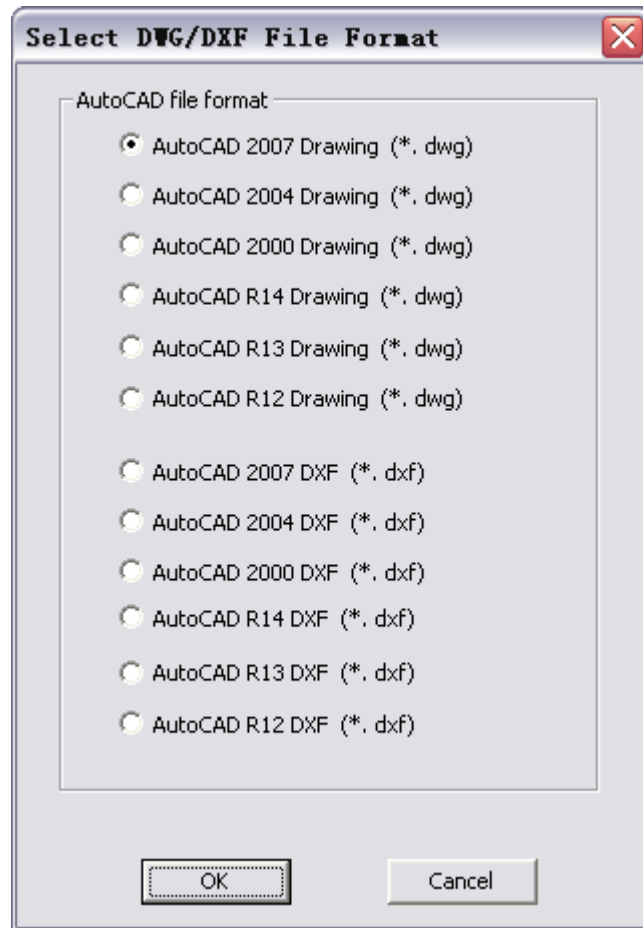 Select DWG/DXF File Format
AutoCAD file format
AutoCAD 2007 Drawing (*. dwg)
AutoCAD 2004 Drawing (*. dwg)
AutoCAD 2000 Drawing (*. dwg)
AutoCAD R14 Drawing (*. dwg)
AutoCAD R13 Drawing (*. dwg)
AutoCAD R12 Drawing (*. dwg)
AutoCAD 2007 DXF (*. dxf)
AutoCAD 2004 DXF (*. dxf)
AutoCAD 2000 DXF (*. dxf)
AutoCAD R14 DXF (*. dxf)
AutoCAD R13 DXF (*. dxf)
AutoCAD R12 DXF (*. dxf)
OK Cancel